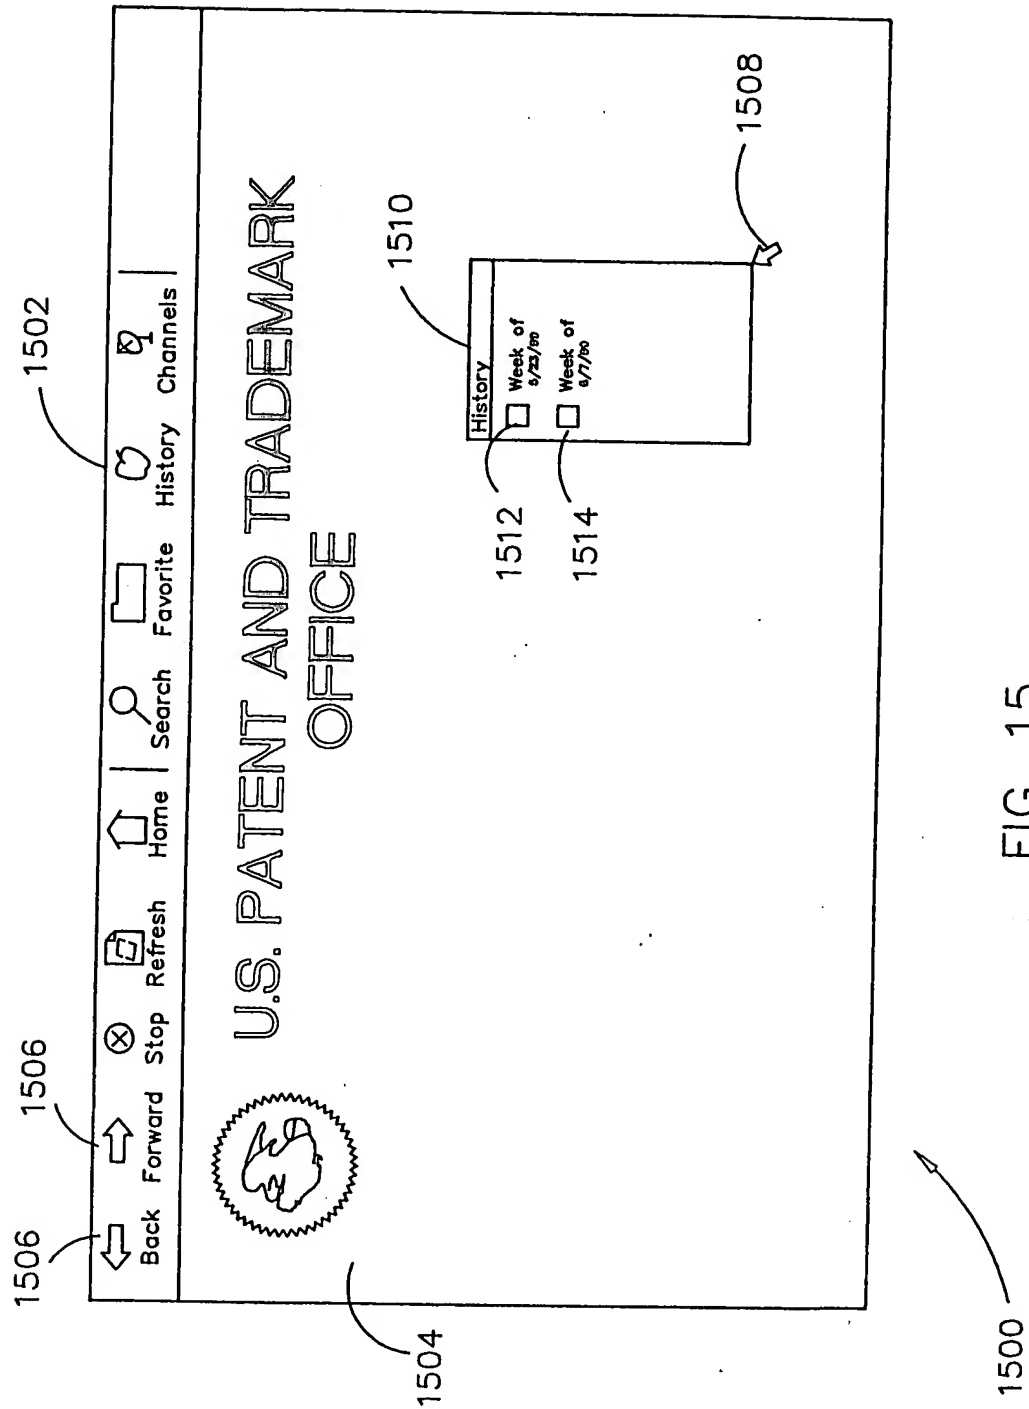 1502
1506
1506
Back Forward Stop Refresh Home Search Favorite History Channels
U.S. PATENT AND TRADEMARK
OFFICE
1504
1510
History
1512
Week of
1514
Week of
1508
1500
FIG. 15